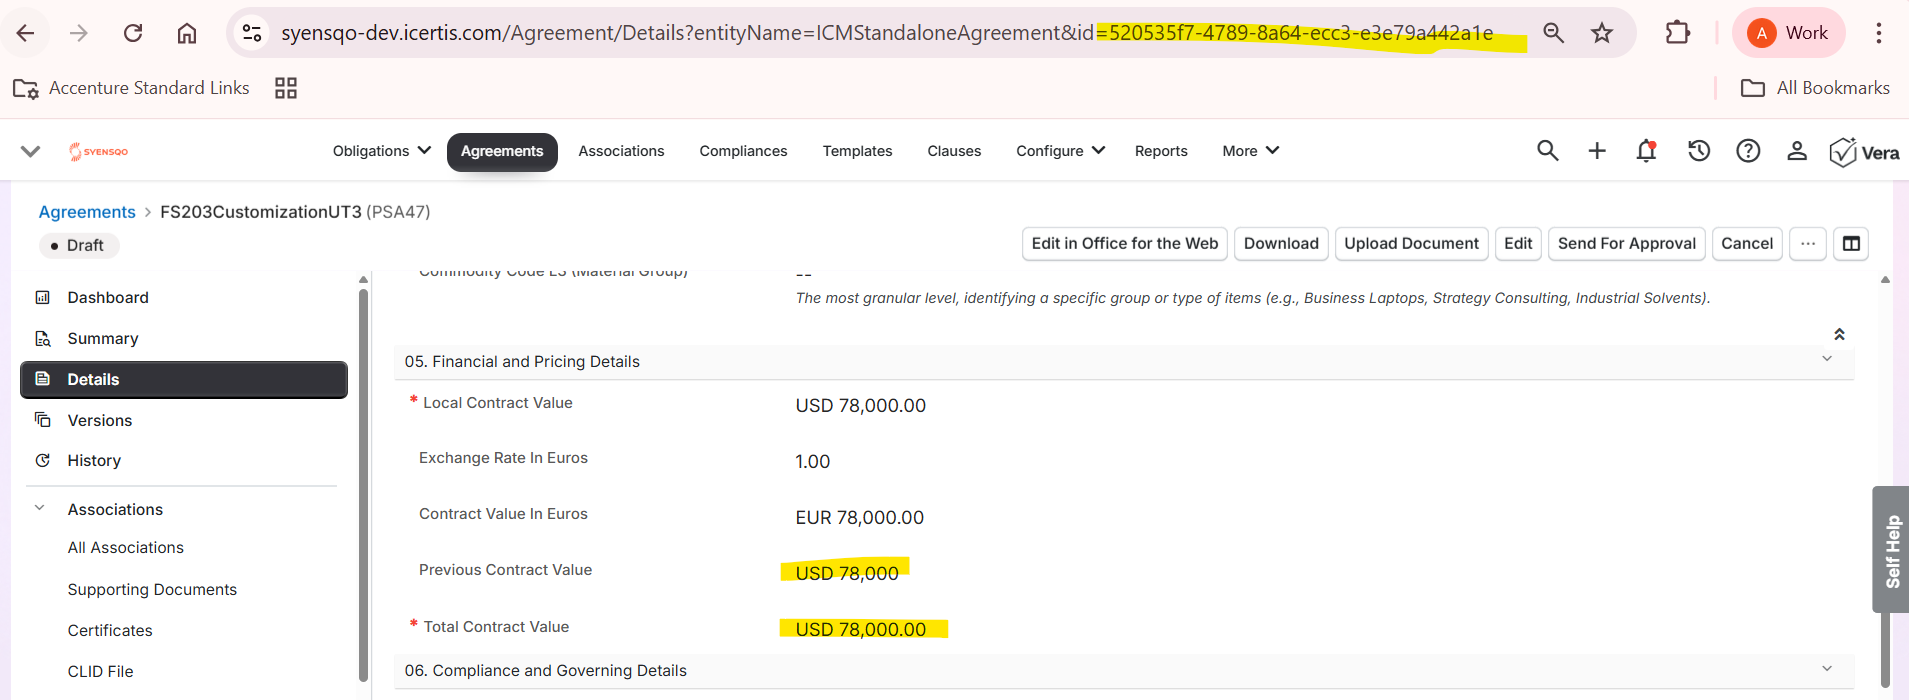 syensqo-dev.icertis.com/Agreement/Details?entityName=ICMStandaloneAgreement&id=520535f7-4789-8a64-ecc3-e3e79a442a1e
A Work
Accenture Standard Links
All Bookmarks
SYENSQO
Obligations
Agreements
Associations
Compliances
Templates
Clauses
Configure
Reports
More
Vera
Agreements > FS203CustomizationUT3 (PSA47)
Draft
Edit in Office for the Web
Download
Upload Document
Edit
Send For Approval
Cancel
...
Dashboard
Summary
Details
Versions
History
Associations
All Associations
Supporting Documents
Certificates
CLID File
Commodity Code L3 (Material Group)
--
The most granular level, identifying a specific group or type of items (e.g., Business Laptops, Strategy Consulting, Industrial Solvents).
05. Financial and Pricing Details
* Local Contract Value USD 78,000.00
Exchange Rate In Euros 1.00
Contract Value In Euros EUR 78,000.00
Previous Contract Value USD 78,000
* Total Contract Value USD 78,000.00
06. Compliance and Governing Details
Self Help